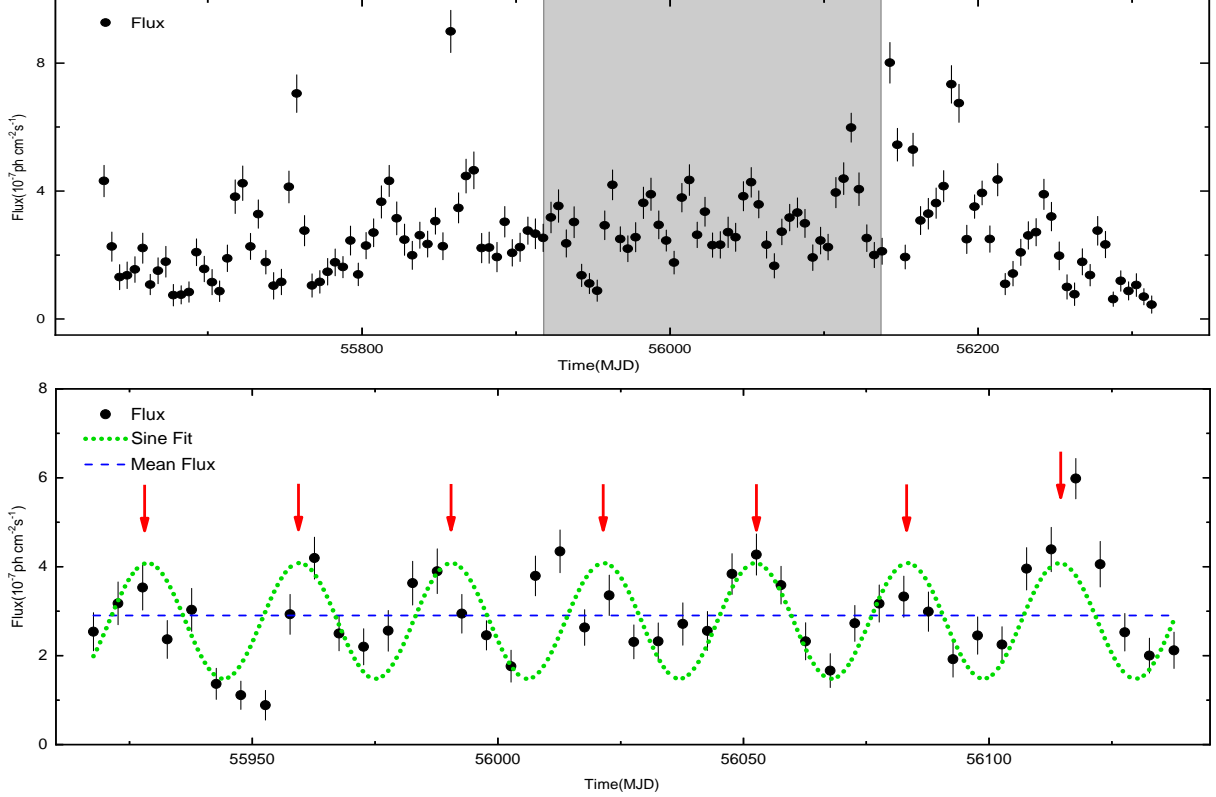 Flux
8
4
0
Flux(10⁻⁷ph cm⁻²s⁻¹)
55800
56000
56200
Time(MJD)
8
6
4
2
0
Flux
Sine Fit
Mean Flux
Flux(10⁻⁷ph cm⁻²s⁻¹)
55950
56000
56050
56100
Time(MJD)